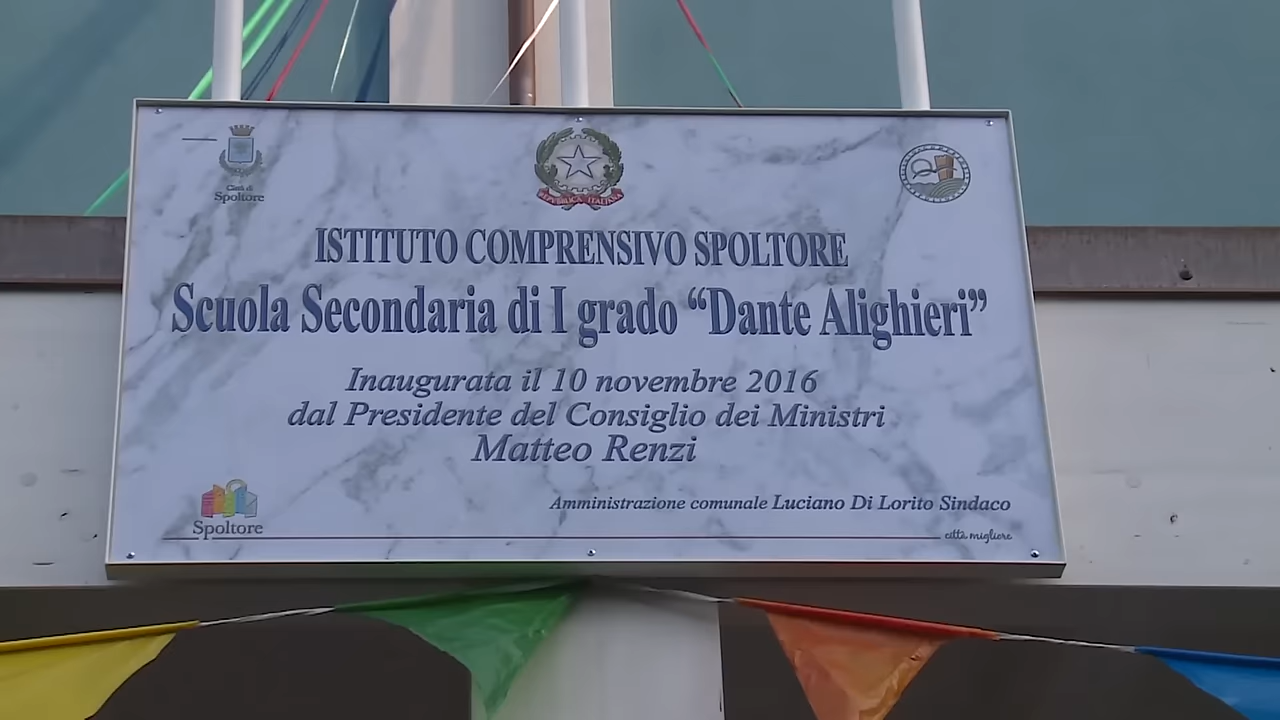 Città di
Spoltore
REPVBBLICA ITALIANA
ISTITUTO COMPRENSIVO SPOLTORE
Scuola Secondaria di I grado “Dante Alighieri”
Inaugurata il 10 novembre 2016
dal Presidente del Consiglio dei Ministri
Matteo Renzi
Spoltore
Amministrazione comunale Luciano Di Lorito Sindaco
città migliore